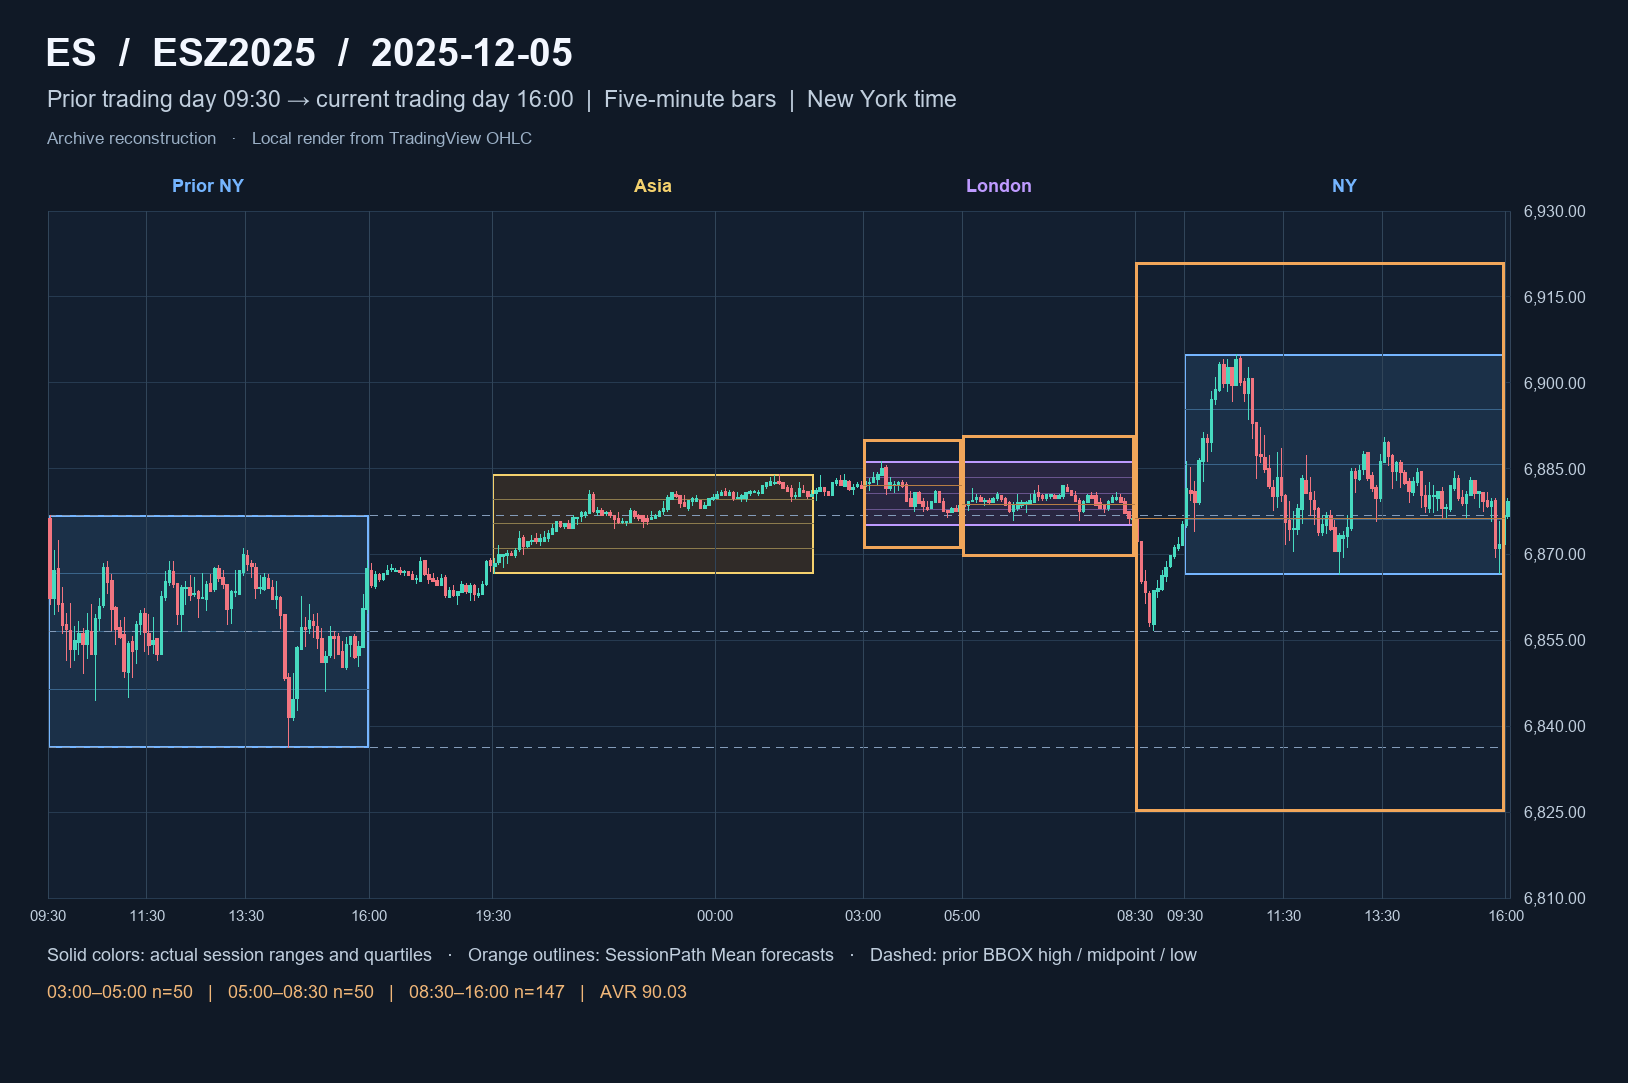 ES / ESZ2025 / 2025-12-05
Prior trading day 09:30 → current trading day 16:00 | Five-minute bars | New York time
Archive reconstruction · Local render from TradingView OHLC
Prior NY Asia London NY
6,930.00
6,915.00
6,900.00
6,885.00
6,870.00
6,855.00
6,840.00
6,825.00
6,810.00
09:30 11:30 13:30 16:00 19:30 00:00 03:00 05:00 08:30 09:30 11:30 13:30 16:00
Solid colors: actual session ranges and quartiles · Orange outlines: SessionPath Mean forecasts · Dashed: prior BBOX high / midpoint / low
03:00–05:00 n=50 | 05:00–08:30 n=50 | 08:30–16:00 n=147 | AVR 90.03